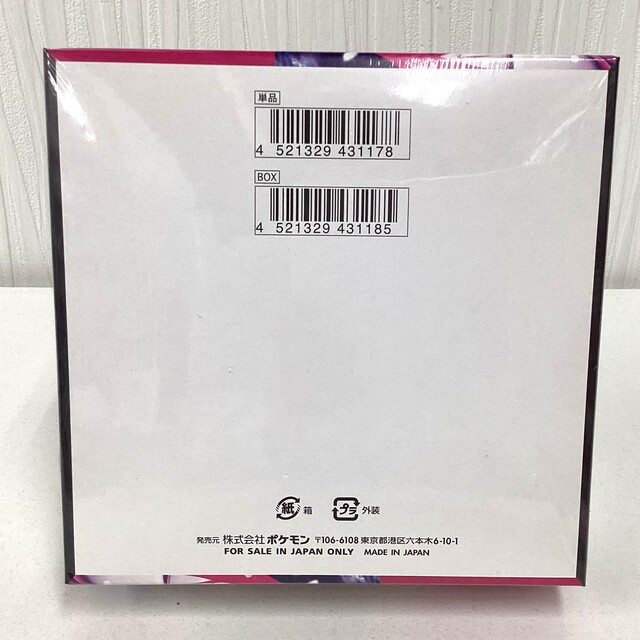 単品
4 521329 431178
BOX
4 521329 431185
紙 箱 プラ 外装
発売元 株式会社 ポケモン 〒106-6108 東京都港区六本木6-10-1
FOR SALE IN JAPAN ONLY MADE IN JAPAN